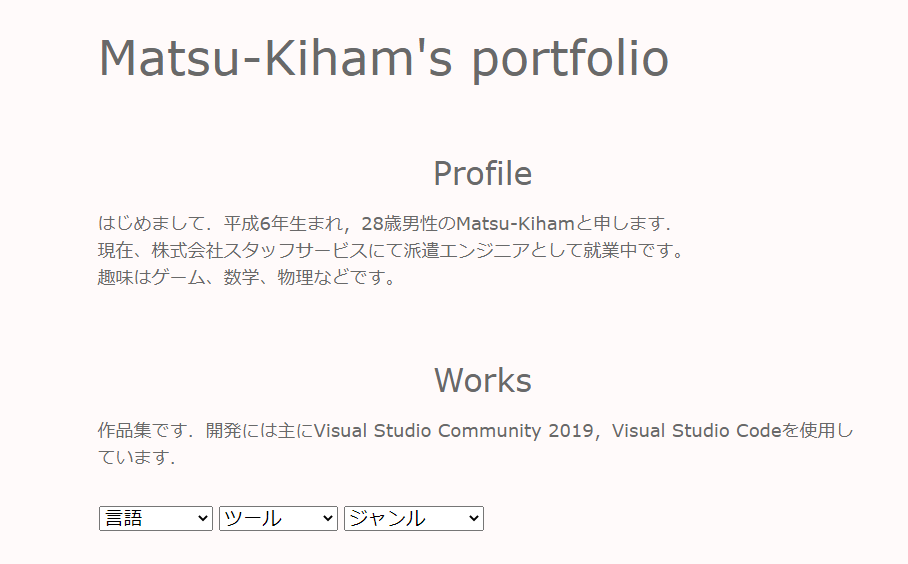 Matsu-Kiham's portfolio
Profile
はじめまして．平成6年生まれ，28歳男性のMatsu-Kihamと申します．
現在、株式会社スタッフサービスにて派遣エンジニアとして就業中です。
趣味はゲーム、数学、物理などです。
Works
作品集です．開発には主にVisual Studio Community 2019，Visual Studio Codeを使用し
ています．
言語 ツール ジャンル